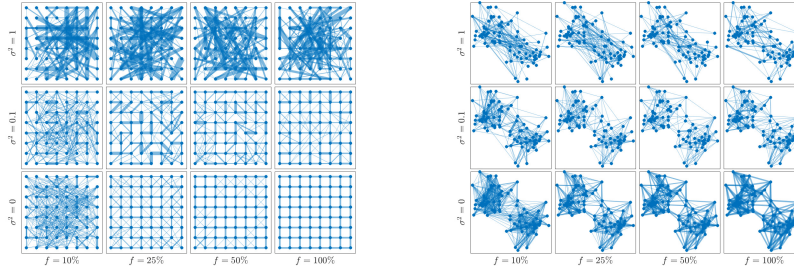 σ² = 1
σ² = 0.1
σ² = 0
f = 10%
f = 25%
f = 50%
f = 100%
σ² = 1
σ² = 0.1
σ² = 0
f = 10%
f = 25%
f = 50%
f = 100%